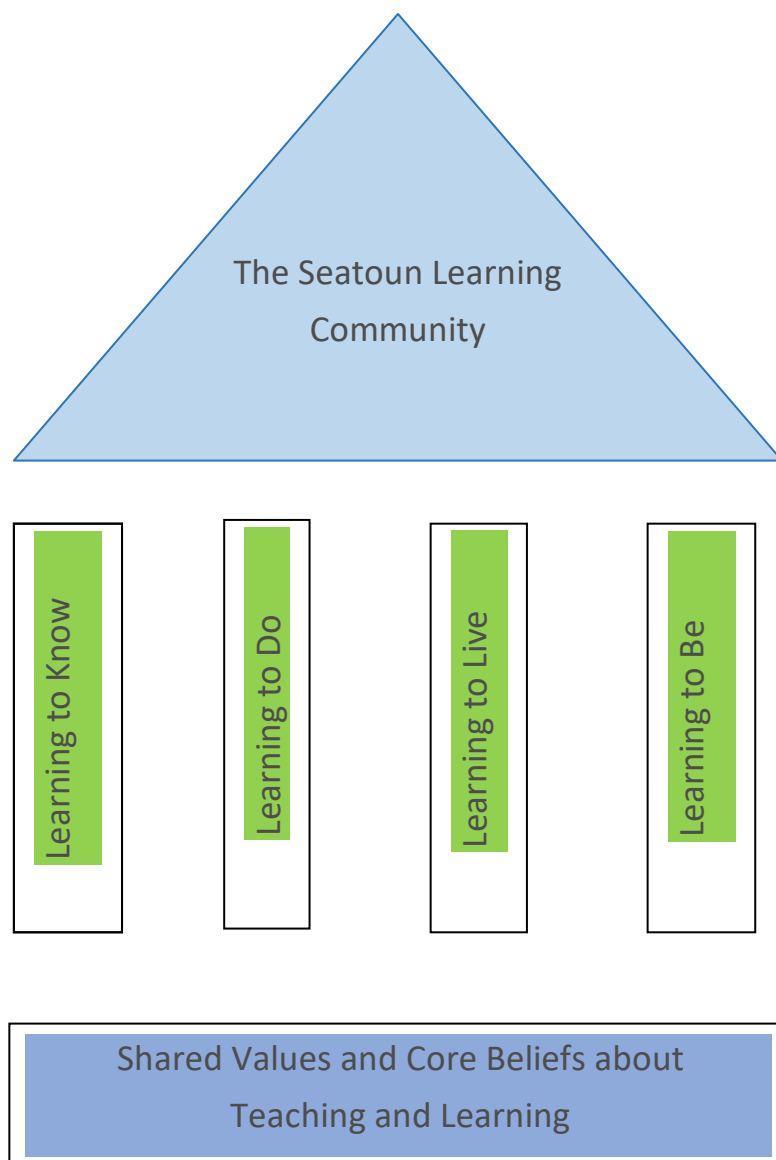 The Seatoun Learning
Community
Learning to Know
Learning to Do
Learning to Live
Learning to Be
Shared Values and Core Beliefs about
Teaching and Learning